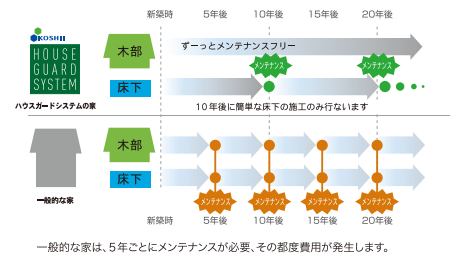 新築時 5年後 10年後 15年後 20年後
KOSHII
HOUSE
GUARD
SYSTEM
ハウスガードシステムの家
木部
ずーっとメンテナンスフリー
メンテナンス メンテナンス
床下
10年後に簡単な床下の施工のみ行ないます
木部
床下
一般的な家
メンテナンス メンテナンス メンテナンス メンテナンス
新築時 5年後 10年後 15年後 20年後
一般的な家は、5年ごとにメンテナンスが必要、その都度費用が発生します。